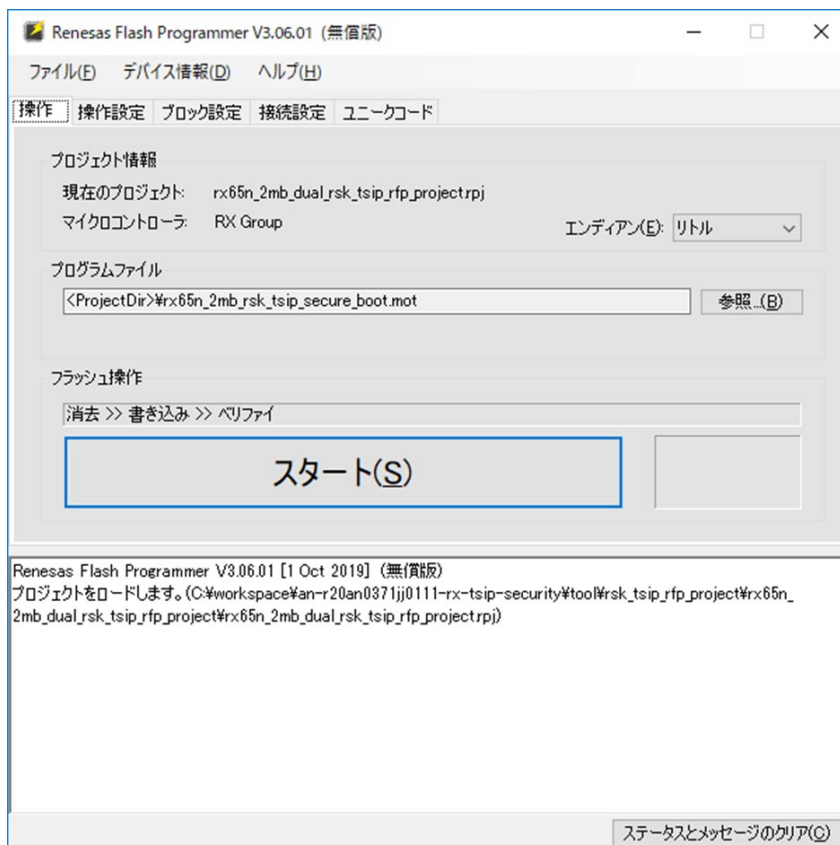 Renesas Flash Programmer V3.06.01 (無償版)
ファイル(F) デバイス情報(D) ヘルプ(H)
操作 操作設定 ブロック設定 接続設定 ユニークコード
プロジェクト情報
現在のプロジェクト: rx65n_2mb_dual_rsk_tsip_rfp_project.rpj
マイクロコントローラ: RX Group エンディアン(E): リトル
プログラムファイル
<ProjectDir>¥rx65n_2mb_rsk_tsip_secure_boot.mot 参照...(B)
フラッシュ操作
消去 >> 書き込み >> ベリファイ
スタート(S)
Renesas Flash Programmer V3.06.01 [1 Oct 2019] (無償版)
プロジェクトをロードします。(C:¥workspace¥an-r20an0371jj0111-rx-tsip-security¥tool¥rsk_tsip_rfp_project¥rx65n_
2mb_dual_rsk_tsip_rfp_project¥rx65n_2mb_dual_rsk_tsip_rfp_project.rpj)
ステータスとメッセージのクリア(C)